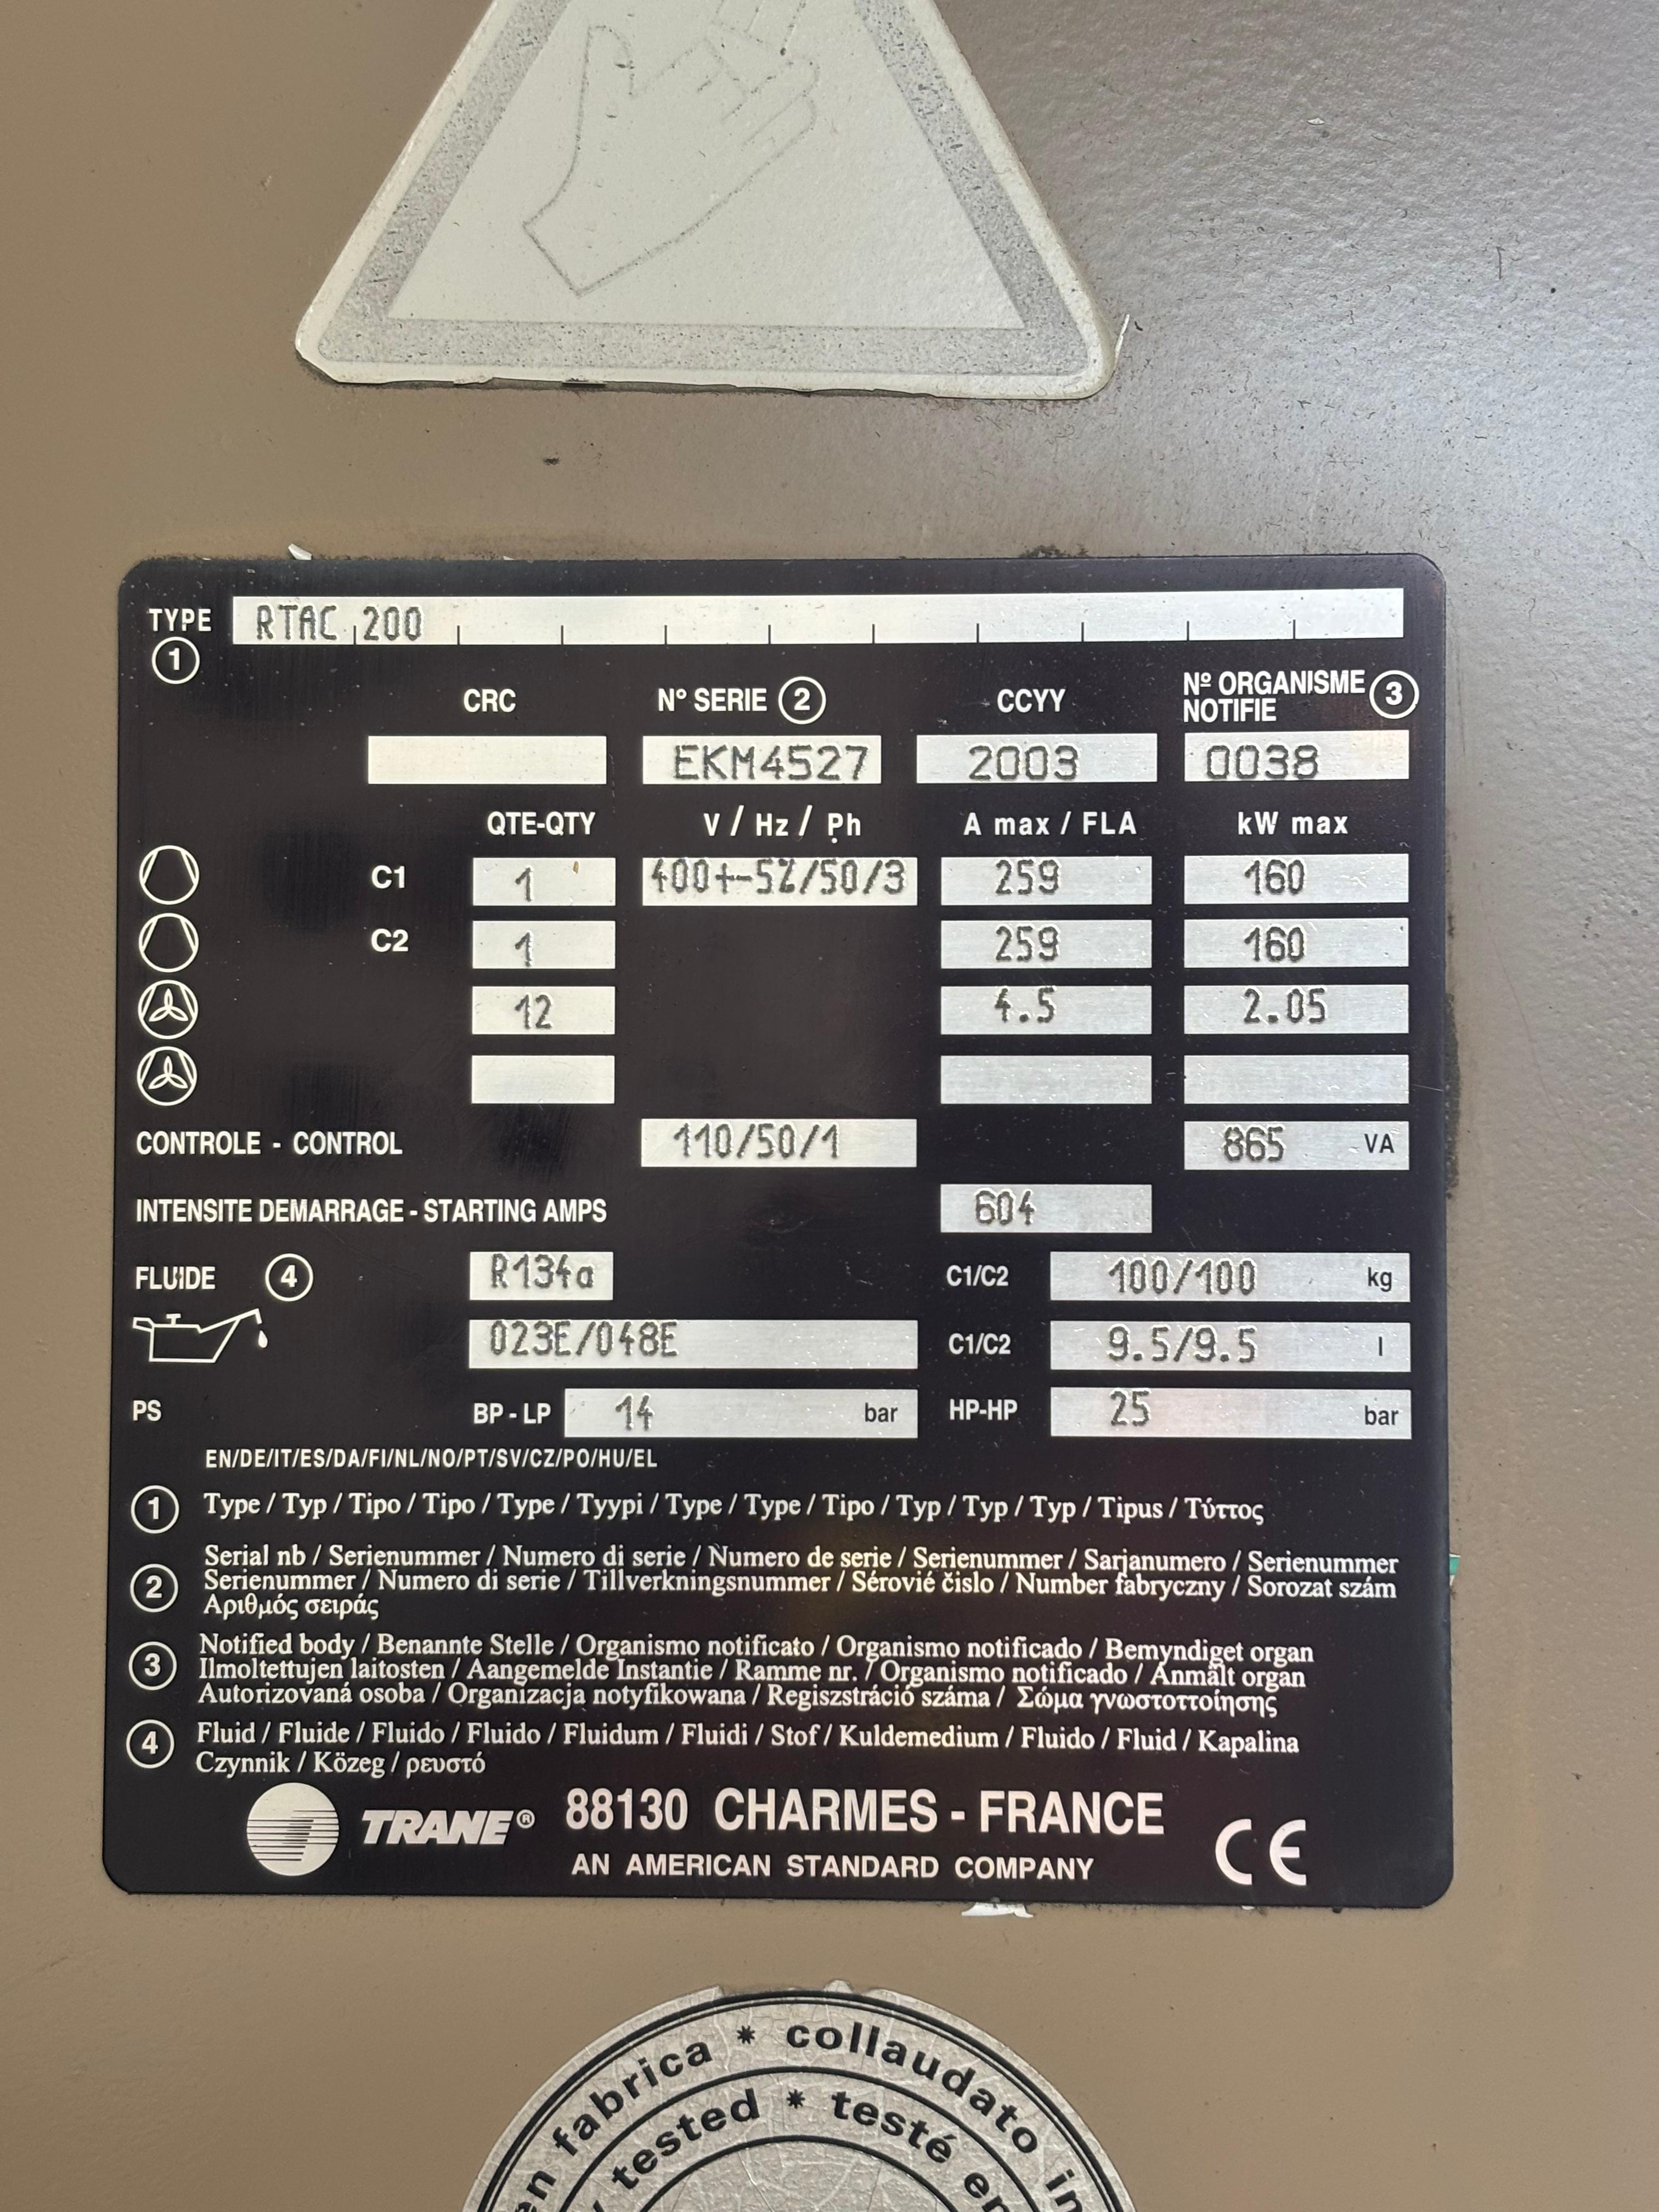 TYPE RTAC 200
1
CRC N° SERIE 2 CCYY Nº ORGANISME NOTIFIE 3
EKM4527 2003 0038
QTE-QTY V / Hz / Ph A max / FLA kW max
C1 1 400+-5%/50/3 259 160
C2 1 259 160
12 4.5 2.05
CONTROLE - CONTROL 110/50/1 865 VA
INTENSITE DEMARRAGE - STARTING AMPS 604
FLUIDE 4 R134a C1/C2 100/100 kg
023E/048E C1/C2 9.5/9.5 l
PS BP - LP 14 bar HP-HP 25 bar
EN/DE/IT/ES/DA/FI/NL/NO/PT/SV/CZ/PO/HU/EL
1 Type / Typ / Tipo / Tipo / Type / Tyypi / Type / Type / Tipo / Typ / Typ / Typ / Tipus / Τύττος
2 Serial nb / Serienummer / Numero di serie / Numero de serie / Serienummer / Sarjanumero / Serienummer
Serienummer / Numero di serie / Tillverkningsnummer / Sérovié čislo / Number fabryczny / Sorozat szám
Αριθμός σειράς
3 Notified body / Benannte Stelle / Organismo notificato / Organismo notificado / Bemyndiget organ
Ilmoltettujen laitosten / Aangemelde Instantie / Ramme nr. / Organismo notificado / Anmält organ
Autorizovaná osoba / Organizacja notyfikowana / Regiszstráció száma / Σώμα γνωστοττοίησης
4 Fluid / Fluide / Fluido / Fluido / Fluidum / Fluidi / Stof / Kuldemedium / Fluido / Fluid / Kapalina
Czynnik / Közeg / ρευστό
TRANE® 88130 CHARMES - FRANCE
AN AMERICAN STANDARD COMPANY CE
en fabrica * collaudato in
tested * testé en